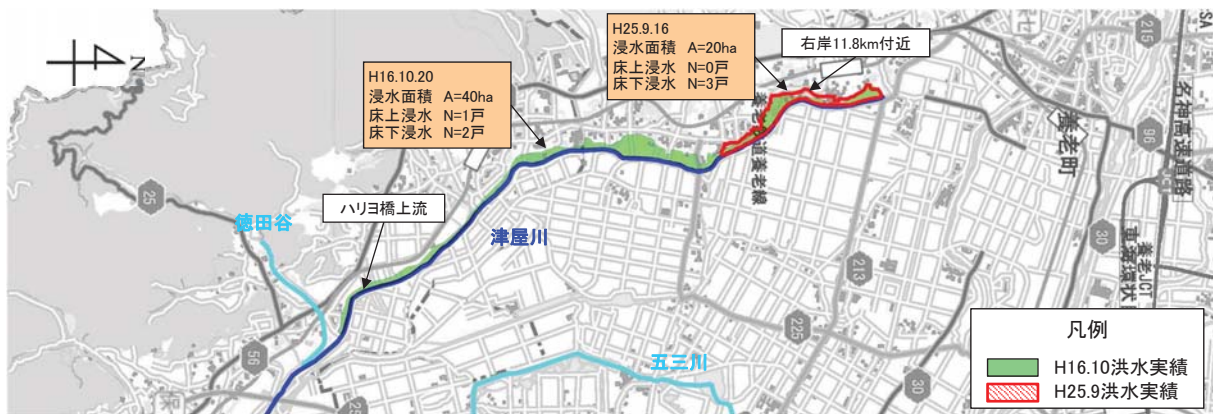 H25.9.16
浸水面積 A=20ha
床上浸水 N=0戸
床下浸水 N=3戸
右岸11.8km付近
H16.10.20
浸水面積 A=40ha
床上浸水 N=1戸
床下浸水 N=2戸
ハリヨ橋上流
徳田谷
津屋川
五三川
養老鉄道養老線
養老町
名神高速道路
養老JCT
東海環状
N
25
56
213
225
30
30
96
215
凡例
H16.10洪水実績
H25.9洪水実績